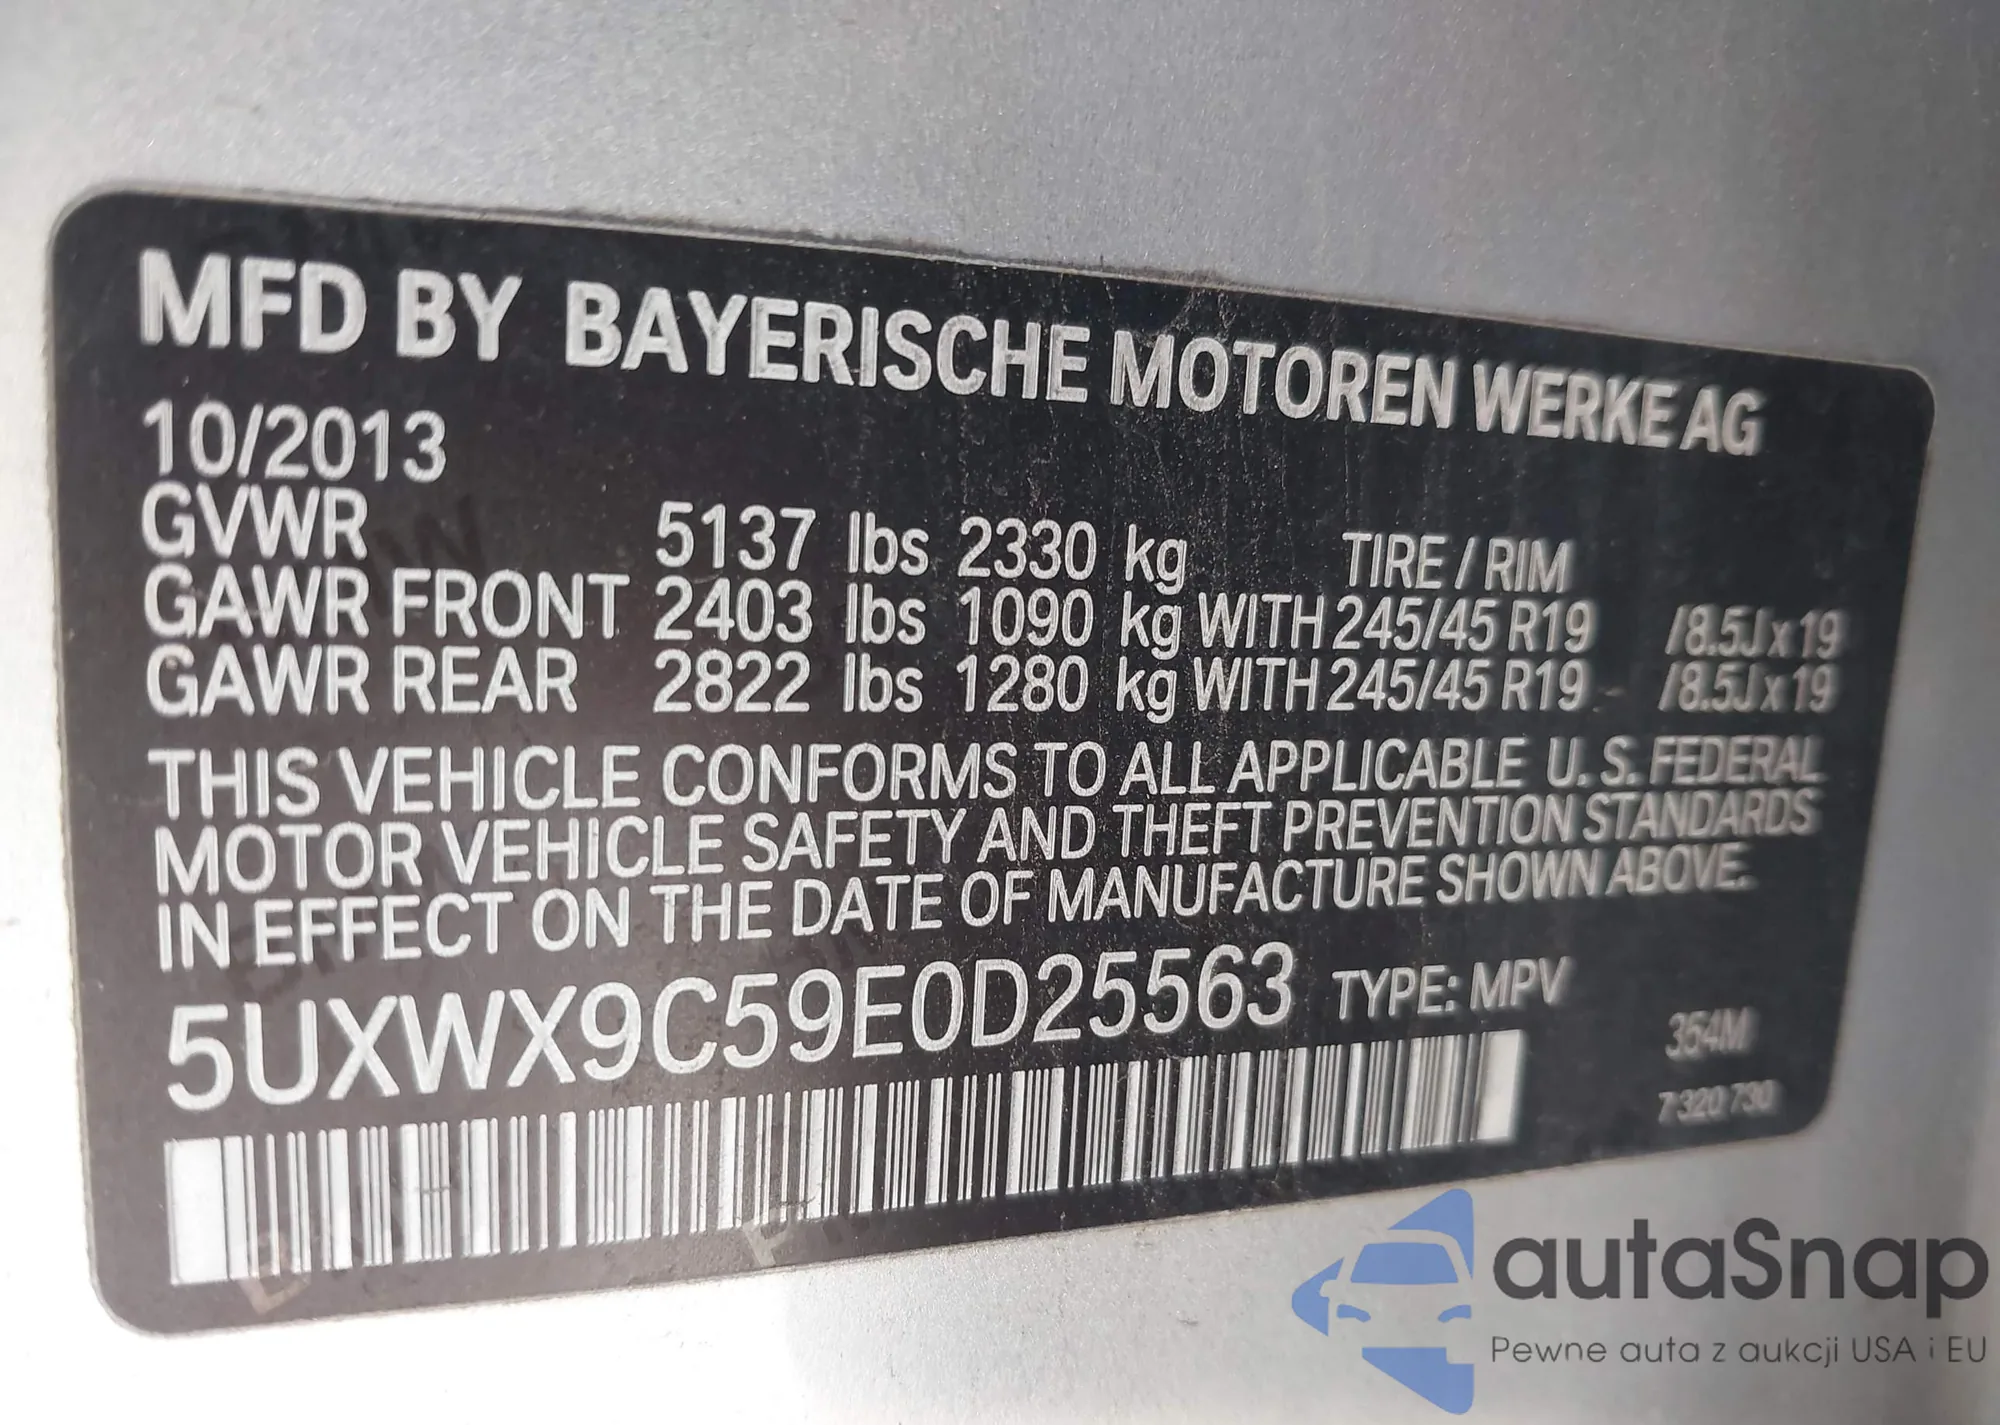 MFD BY BAYERISCHE MOTOREN WERKE AG
10/2013
GVWR 5137 lbs 2330 kg TIRE / RIM
GAWR FRONT 2403 lbs 1090 kg WITH 245/45 R19 /8.5J x 19
GAWR REAR 2822 lbs 1280 kg WITH 245/45 R19 /8.5J x 19
THIS VEHICLE CONFORMS TO ALL APPLICABLE U. S. FEDERAL
MOTOR VEHICLE SAFETY AND THEFT PREVENTION STANDARDS
IN EFFECT ON THE DATE OF MANUFACTURE SHOWN ABOVE.
5UXWX9C59E0D25563 TYPE: MPV
354M
7 320 730
autaSnap
Pewne auta z aukcji USA i EU